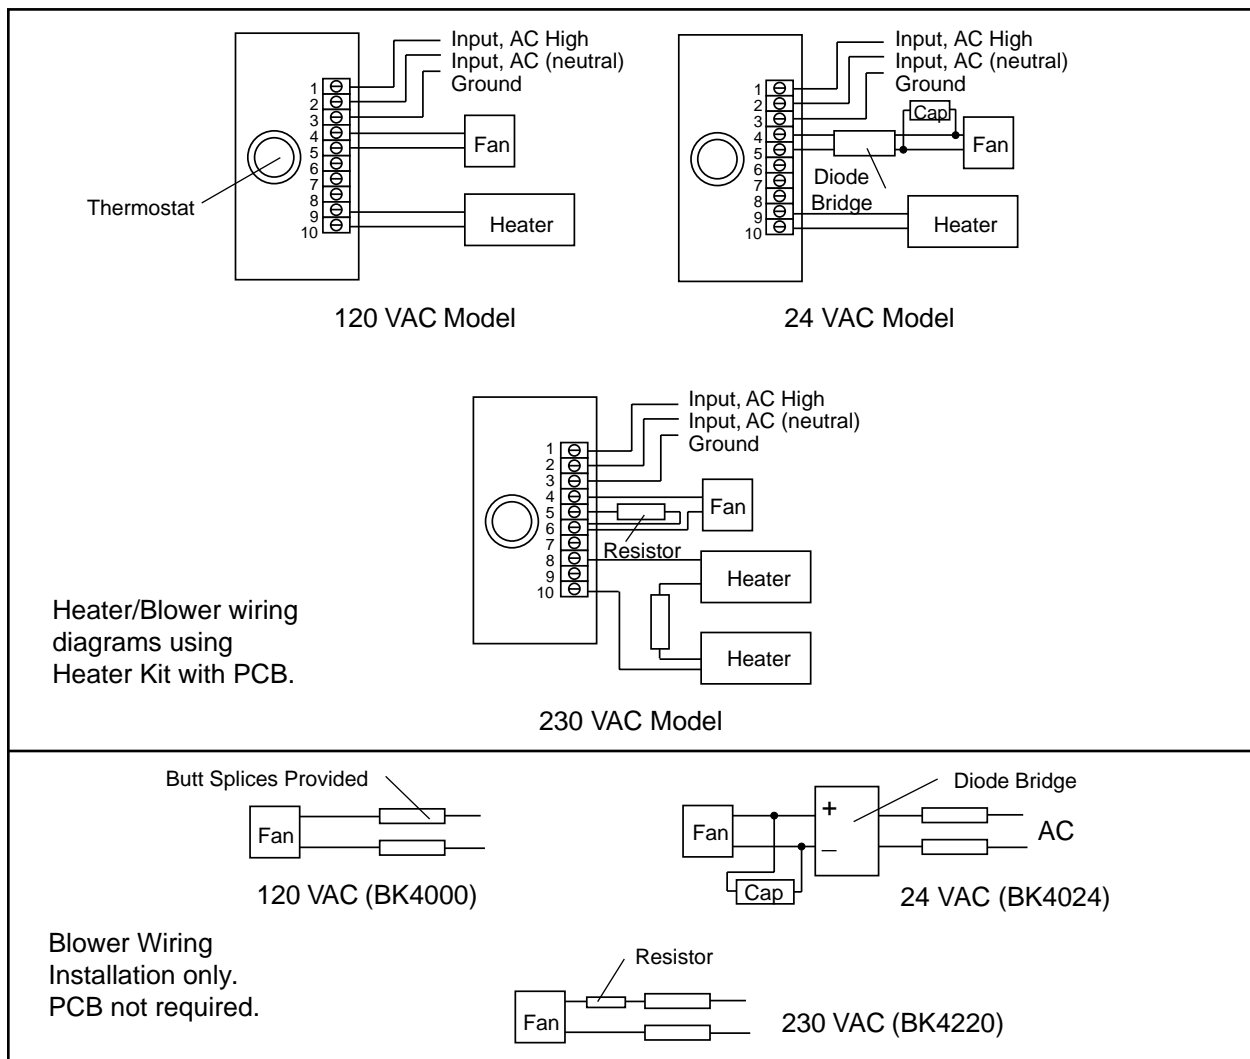 Input, AC High
Input, AC (neutral)
Ground
1
2
3
4
5
6
7
8
9
10
Fan
Thermostat
Heater
120 VAC Model
Input, AC High
Input, AC (neutral)
Ground
1
2
3
4
5
6
7
8
9
10
Cap
Fan
Diode
Bridge
Heater
24 VAC Model
Input, AC High
Input, AC (neutral)
Ground
1
2
3
4
5
6
7
8
9
10
Fan
Resistor
Heater
Heater
230 VAC Model
Heater/Blower wiring
diagrams using
Heater Kit with PCB.
Butt Splices Provided
Fan
120 VAC (BK4000)
Diode Bridge
Fan
+
–
AC
Cap
24 VAC (BK4024)
Blower Wiring
Installation only.
PCB not required.
Resistor
Fan
230 VAC (BK4220)